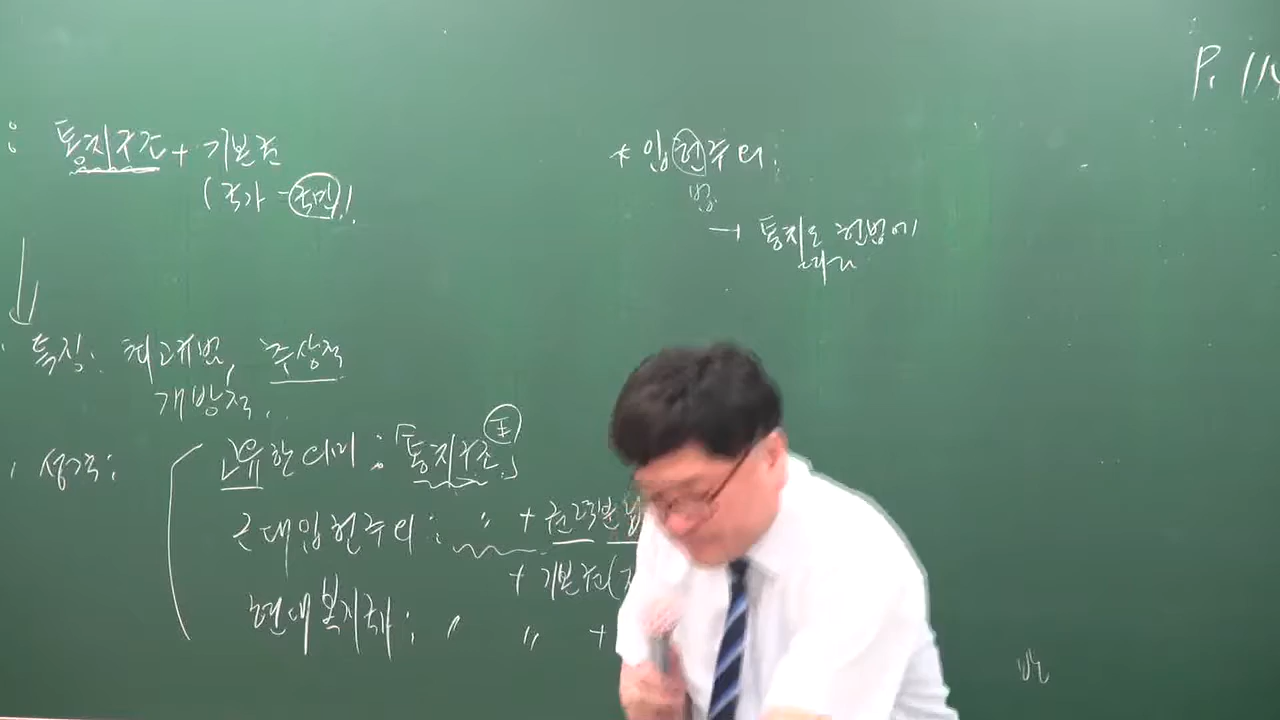 P. 114
: 통치구조 + 기본권
(국가 - 국민)!
* 입헌주의;
법
→ 통치도 헌법에
따라
특징: 최고규범, 추상적
개방적...
성격: 고유한 의미 : 「통치구조」
근대입헌주의 : 〃 + 권력분립
+ 기본권(
현대복지국가 : 〃 〃 +